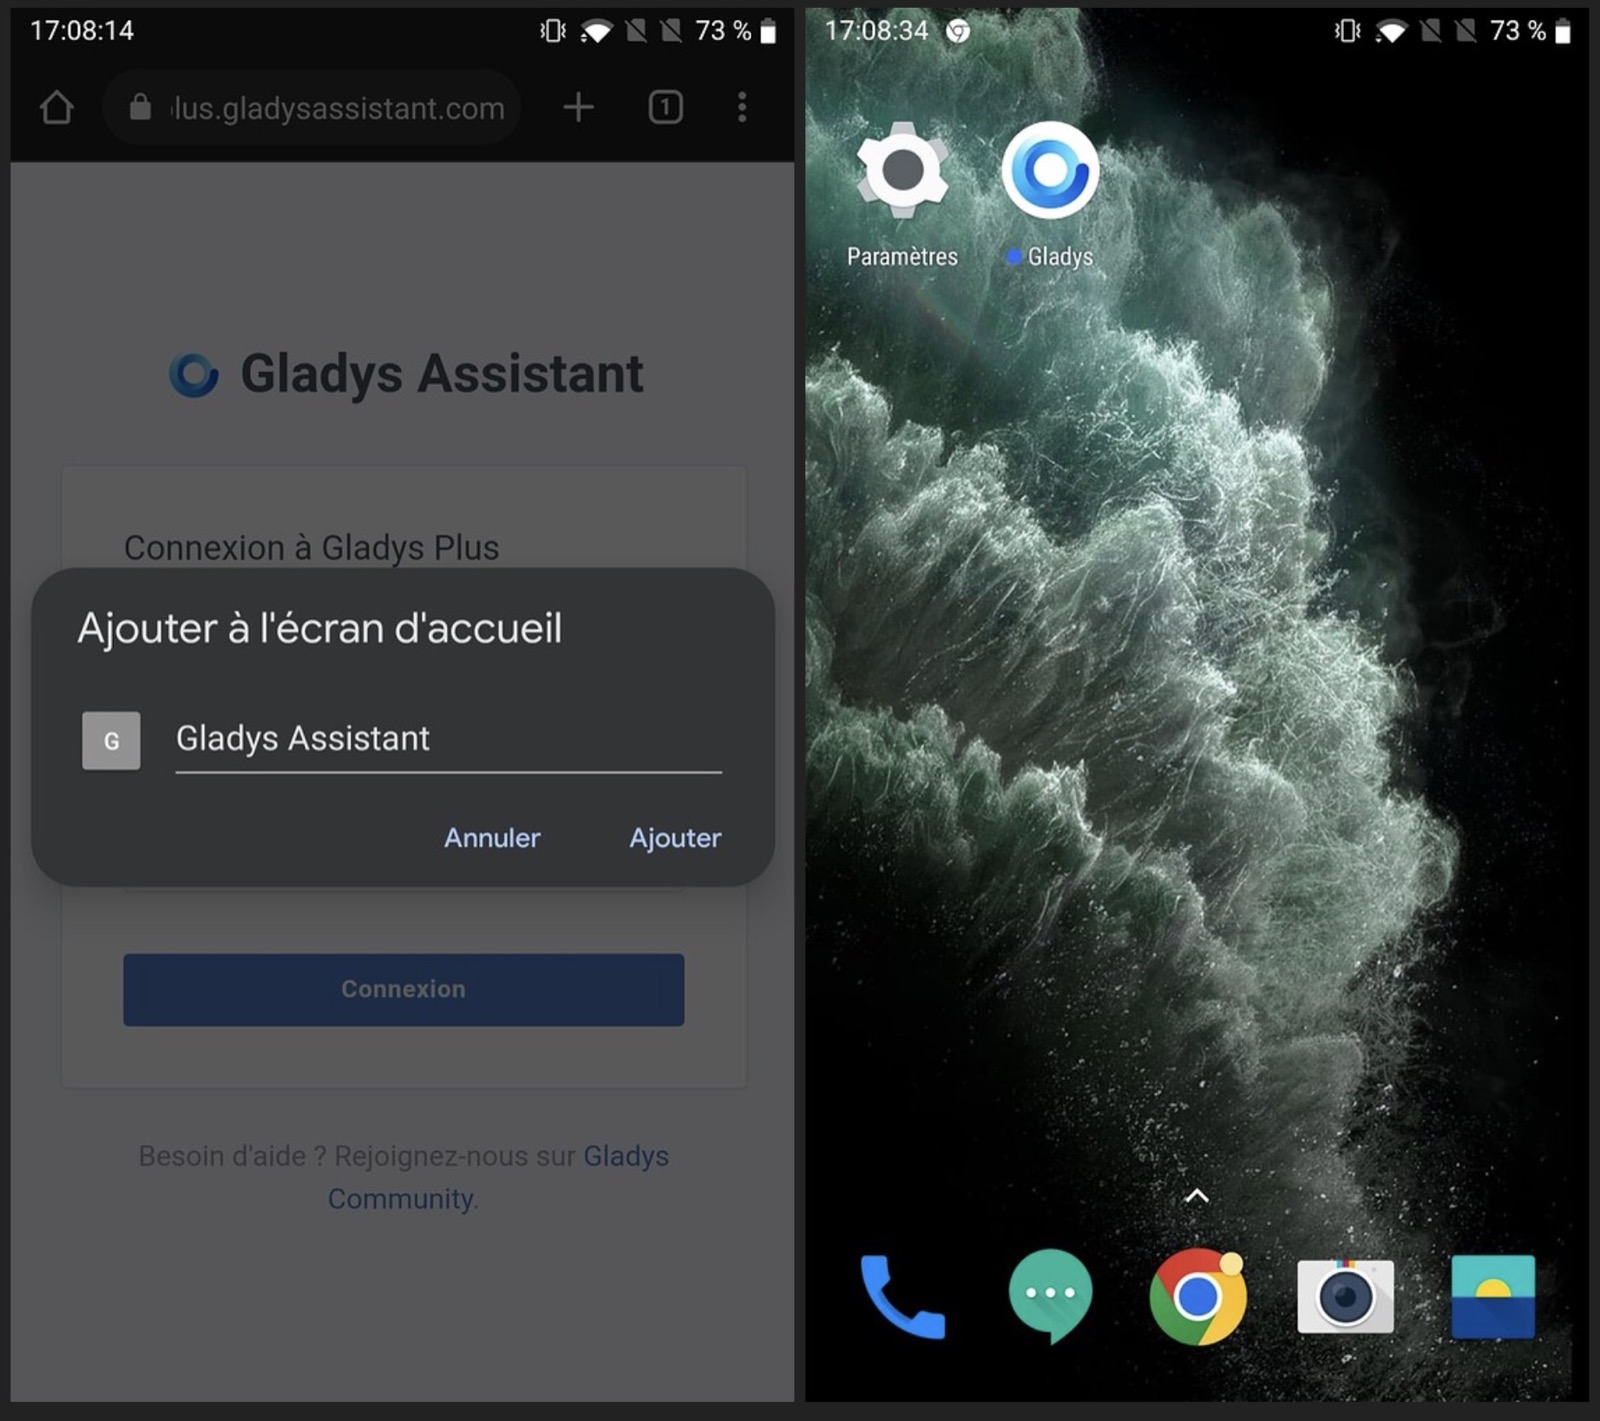 17:08:14
73 %
lus.gladysassistant.com
1
Gladys Assistant
Connexion à Gladys Plus
Ajouter à l'écran d'accueil
G
Gladys Assistant
Annuler
Ajouter
Connexion
Besoin d'aide ? Rejoignez-nous sur Gladys
Community.
17:08:34
73 %
Paramètres
Gladys